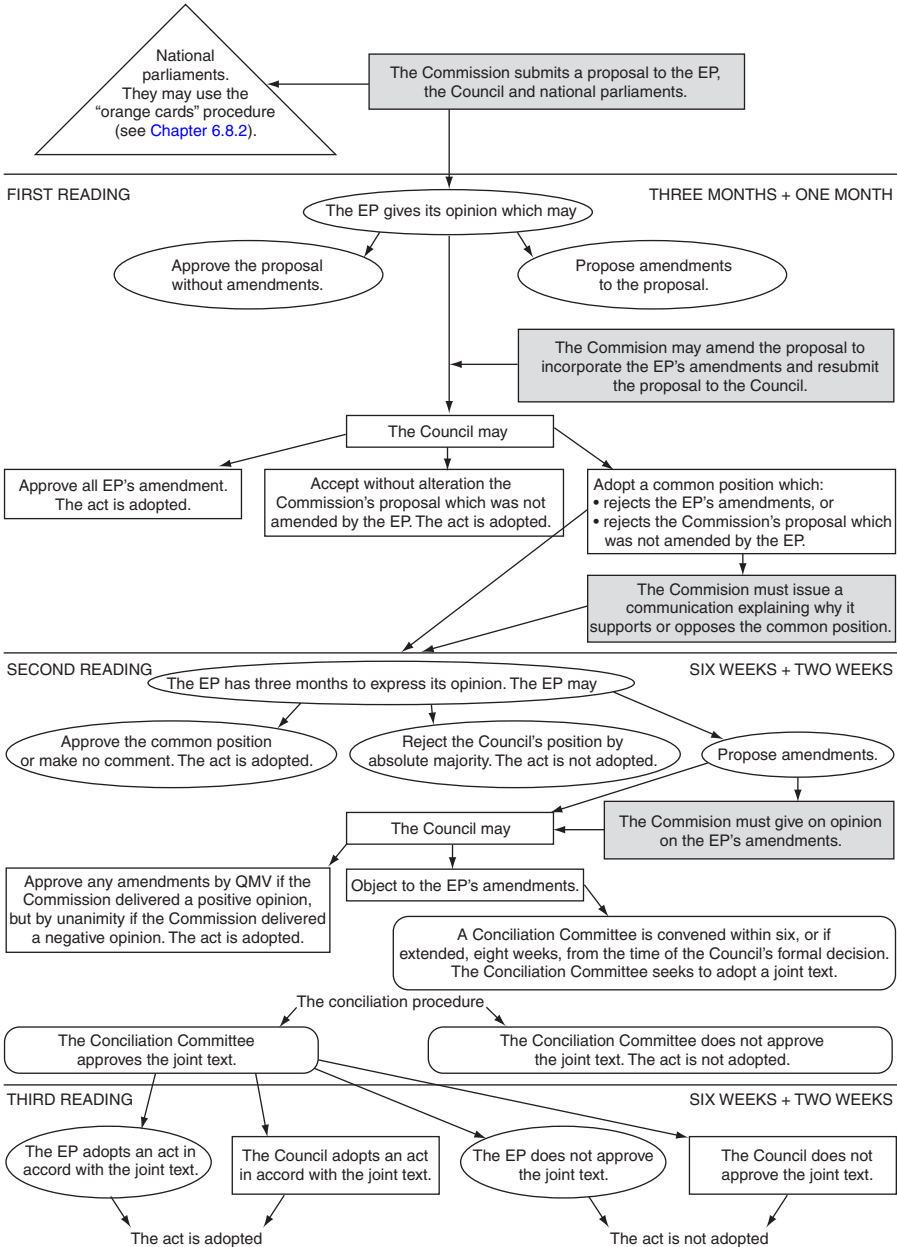 National
parliaments.
They may use the
“orange cards” procedure
(see Chapter 6.8.2).
The Commission submits a proposal to the EP,
the Council and national parliaments.
FIRST READING
THREE MONTHS + ONE MONTH
The EP gives its opinion which may
Approve the proposal
without amendments.
Propose amendments
to the proposal.
The Commision may amend the proposal to
incorporate the EP’s amendments and resubmit
the proposal to the Council.
The Council may
Approve all EP’s amendment.
The act is adopted.
Accept without alteration the
Commission’s proposal which was not
amended by the EP. The act is adopted.
Adopt a common position which:
• rejects the EP’s amendments, or
• rejects the Commission’s proposal which
was not amended by the EP.
The Commision must issue a
communication explaining why it
supports or opposes the common position.
SECOND READING
SIX WEEKS + TWO WEEKS
The EP has three months to express its opinion. The EP may
Approve the common position
or make no comment. The act is adopted.
Reject the Council’s position by
absolute majority. The act is not adopted.
Propose amendments.
The Commision must give on opinion
on the EP’s amendments.
The Council may
Approve any amendments by QMV if the
Commission delivered a positive opinion,
but by unanimity if the Commission delivered
a negative opinion. The act is adopted.
Object to the EP’s amendments.
A Conciliation Committee is convened within six, or if
extended, eight weeks, from the time of the Council’s formal decision.
The Conciliation Committee seeks to adopt a joint text.
The conciliation procedure
The Conciliation Committee
approves the joint text.
The Conciliation Committee does not approve
the joint text. The act is not adopted.
THIRD READING
SIX WEEKS + TWO WEEKS
The EP adopts an act in
accord with the joint text.
The Council adopts an act
in accord with the joint text.
The EP does not approve
the joint text.
The Council does not
approve the joint text.
The act is adopted
The act is not adopted